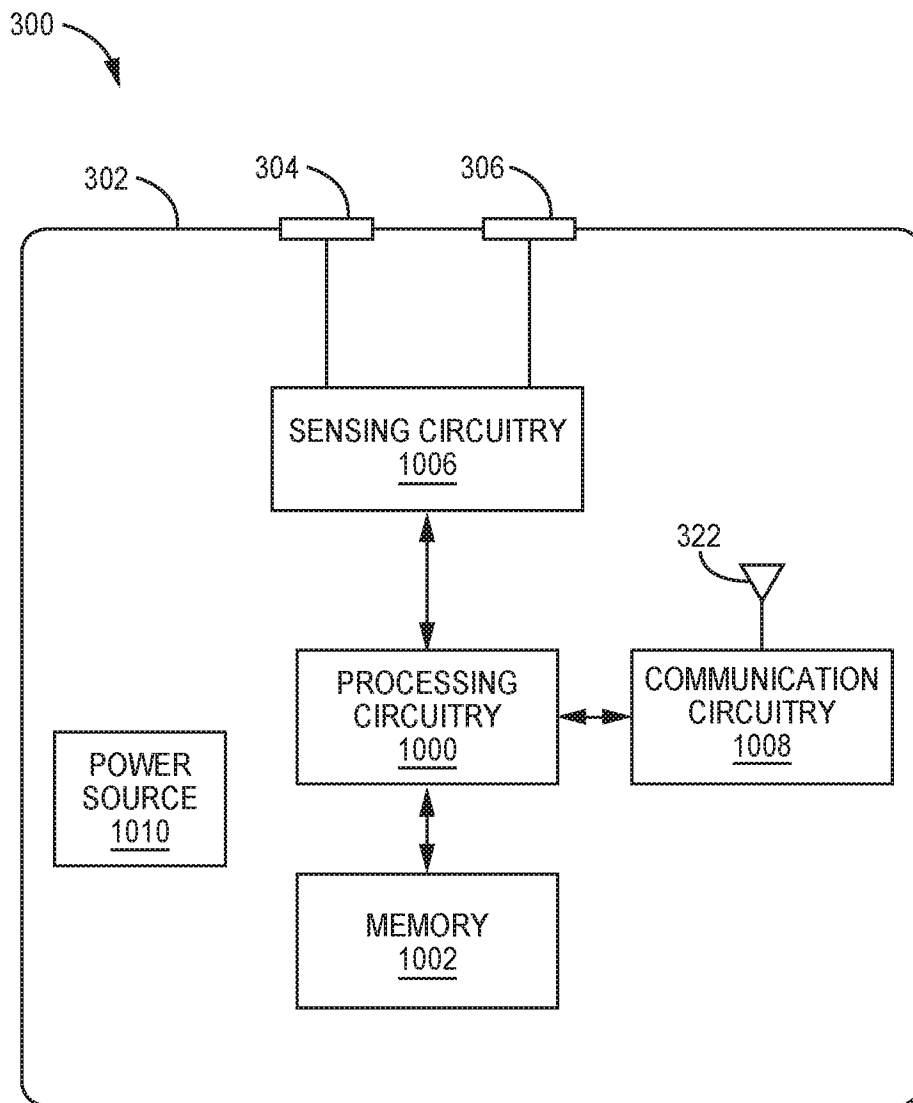 300
302
304
306
SENSING CIRCUITRY
1006
322
PROCESSING
CIRCUITRY
1000
COMMUNICATION
CIRCUITRY
1008
POWER
SOURCE
1010
MEMORY
1002